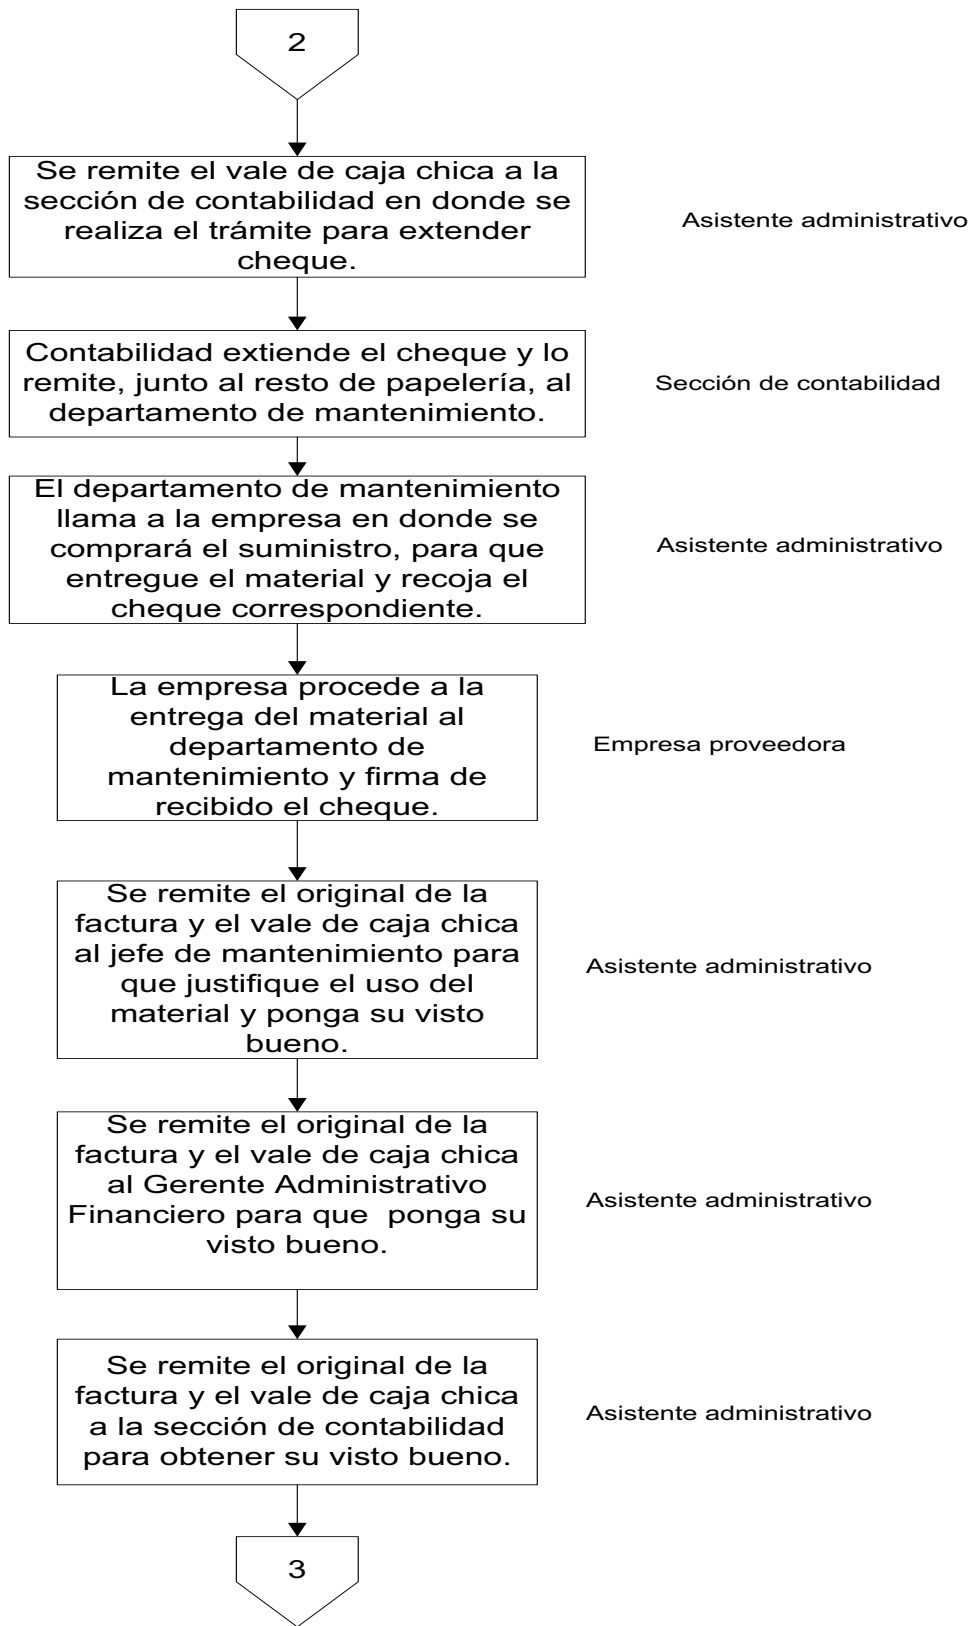 2
Se remite el vale de caja chica a la
sección de contabilidad en donde se
realiza el trámite para extender
cheque.
Asistente administrativo
Contabilidad extiende el cheque y lo
remite, junto al resto de papelería, al
departamento de mantenimiento.
Sección de contabilidad
El departamento de mantenimiento
llama a la empresa en donde se
comprará el suministro, para que
entregue el material y recoja el
cheque correspondiente.
Asistente administrativo
La empresa procede a la
entrega del material al
departamento de
mantenimiento y firma de
recibido el cheque.
Empresa proveedora
Se remite el original de la
factura y el vale de caja chica
al jefe de mantenimiento para
que justifique el uso del
material y ponga su visto
bueno.
Asistente administrativo
Se remite el original de la
factura y el vale de caja chica
al Gerente Administrativo
Financiero para que  ponga su
visto bueno.
Asistente administrativo
Se remite el original de la
factura y el vale de caja chica
a la sección de contabilidad
para obtener su visto bueno.
Asistente administrativo
3